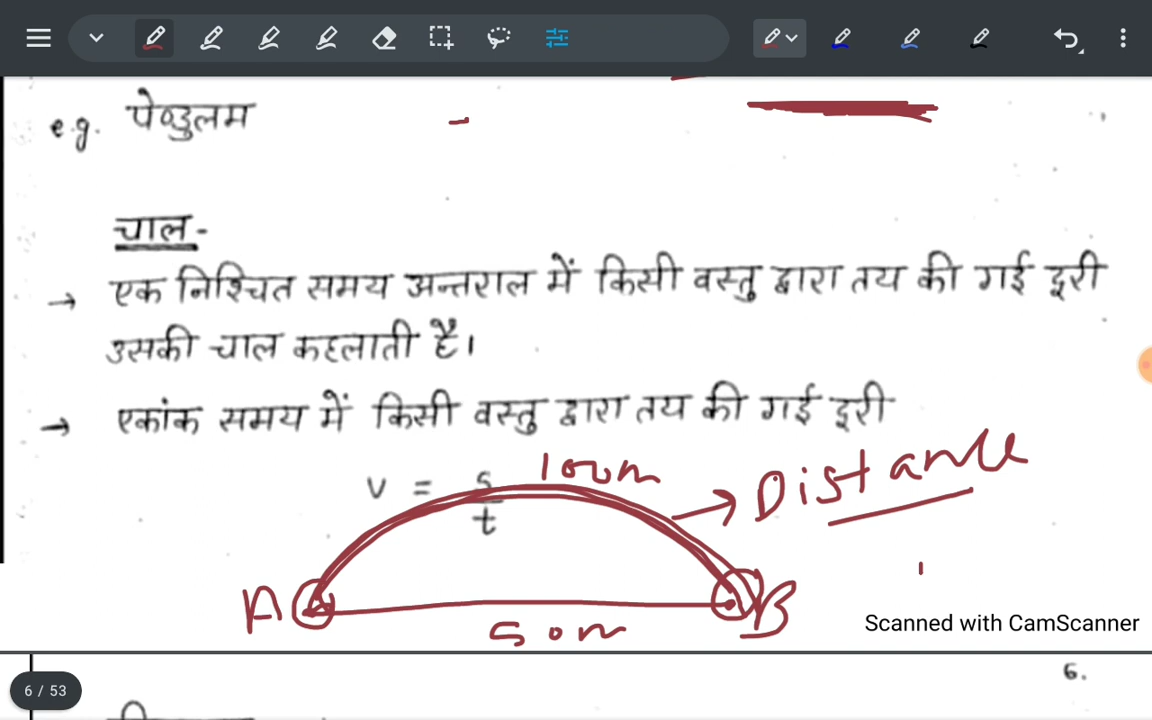 e.g. पेण्डुलम
चाल-
→ एक निश्चित समय अन्तराल में किसी वस्तु द्वारा तय की गई दूरी
उसकी चाल कहलाती है।
→ एकांक समय में किसी वस्तु द्वारा तय की गई दूरी
v = s/t
100m → Distance
A B
50m
Scanned with CamScanner
6.
6 / 53